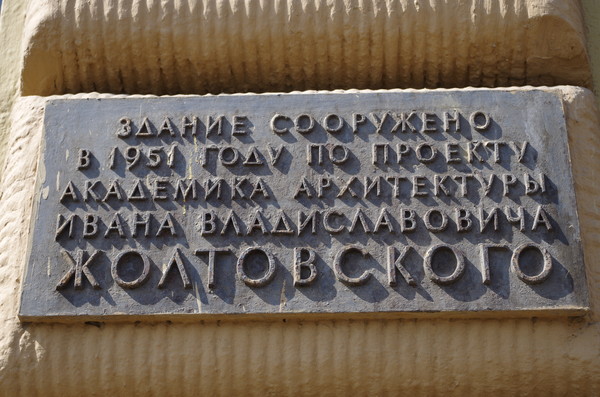 ЗДАНИЕ СООРУЖЕНО
В 1951 ГОДУ ПО ПРОЕКТУ
АКАДЕМИКА АРХИТЕКТУРЫ
ИВАНА ВЛАДИСЛАВОВИЧА
ЖОЛТОВСКОГО